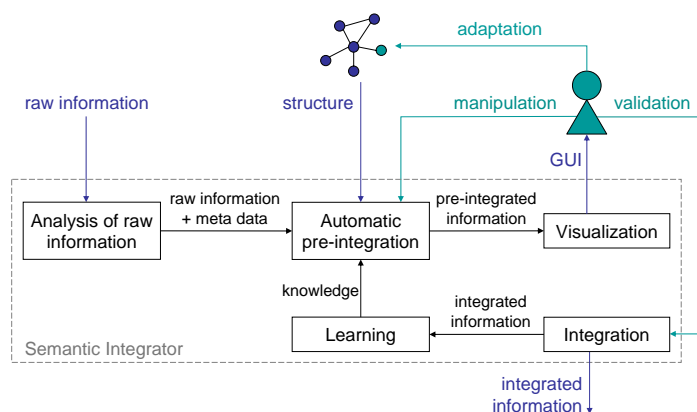 adaptation
raw information
structure
manipulation
validation
GUI
raw information
+ meta data
pre-integrated
information
Analysis of raw
information
Automatic
pre-integration
Visualization
knowledge
integrated
information
Learning
Integration
Semantic Integrator
integrated
information